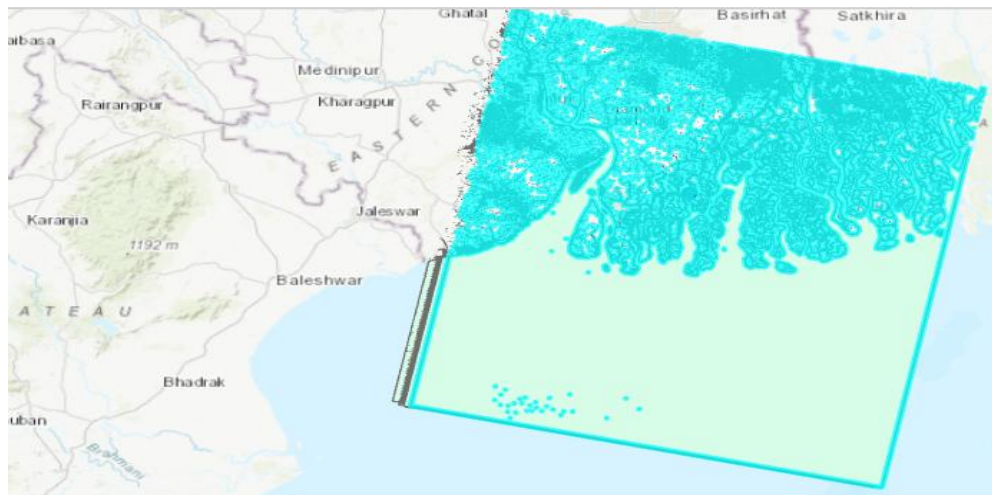 Ghatal
Basirhat
Satkhira
aibasa
Medinipur
Rairangpur
Kharagpur
EASTERN
Karanjia
Jaleswar
1192 m
Baleshwar
ATEAU
Bhadrak
uban
Brahmani